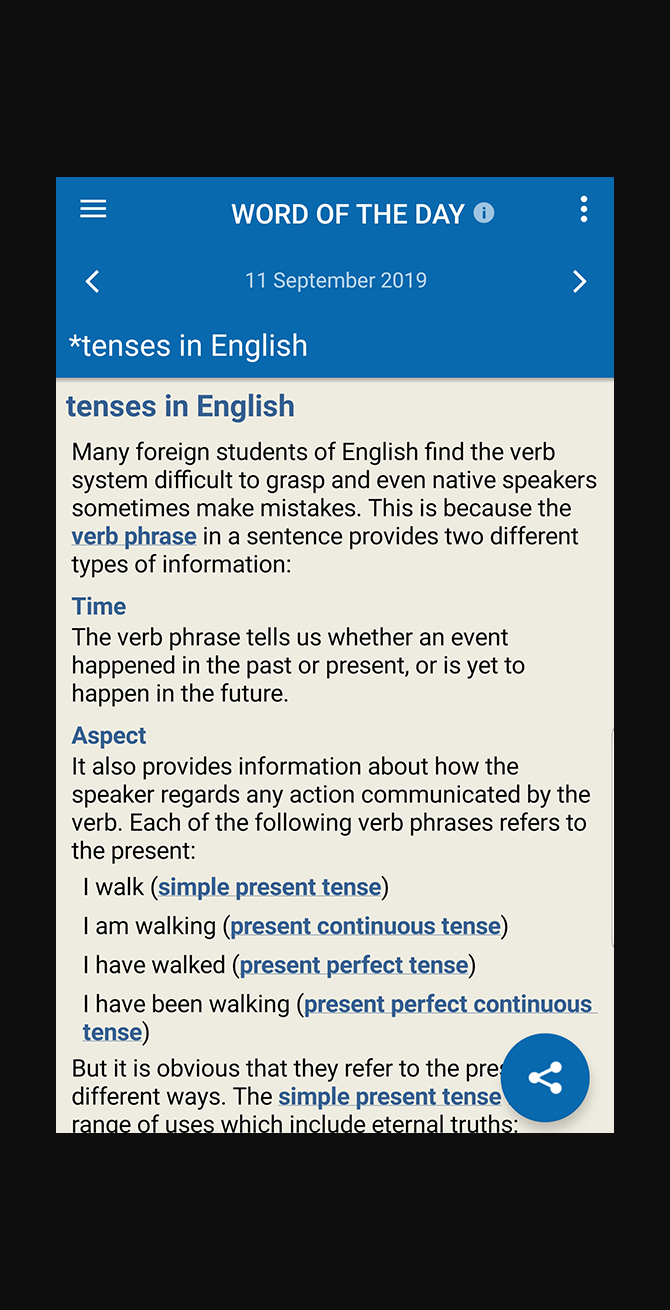 WORD OF THE DAY
11 September 2019
*tenses in English
tenses in English
Many foreign students of English find the verb
system difficult to grasp and even native speakers
sometimes make mistakes. This is because the
verb phrase in a sentence provides two different
types of information:
Time
The verb phrase tells us whether an event
happened in the past or present, or is yet to
happen in the future.
Aspect
It also provides information about how the
speaker regards any action communicated by the
verb. Each of the following verb phrases refers to
the present:
I walk (simple present tense)
I am walking (present continuous tense)
I have walked (present perfect tense)
I have been walking (present perfect continuous
tense)
But it is obvious that they refer to the
different ways. The simple present tense
range of uses which include eternal truths: